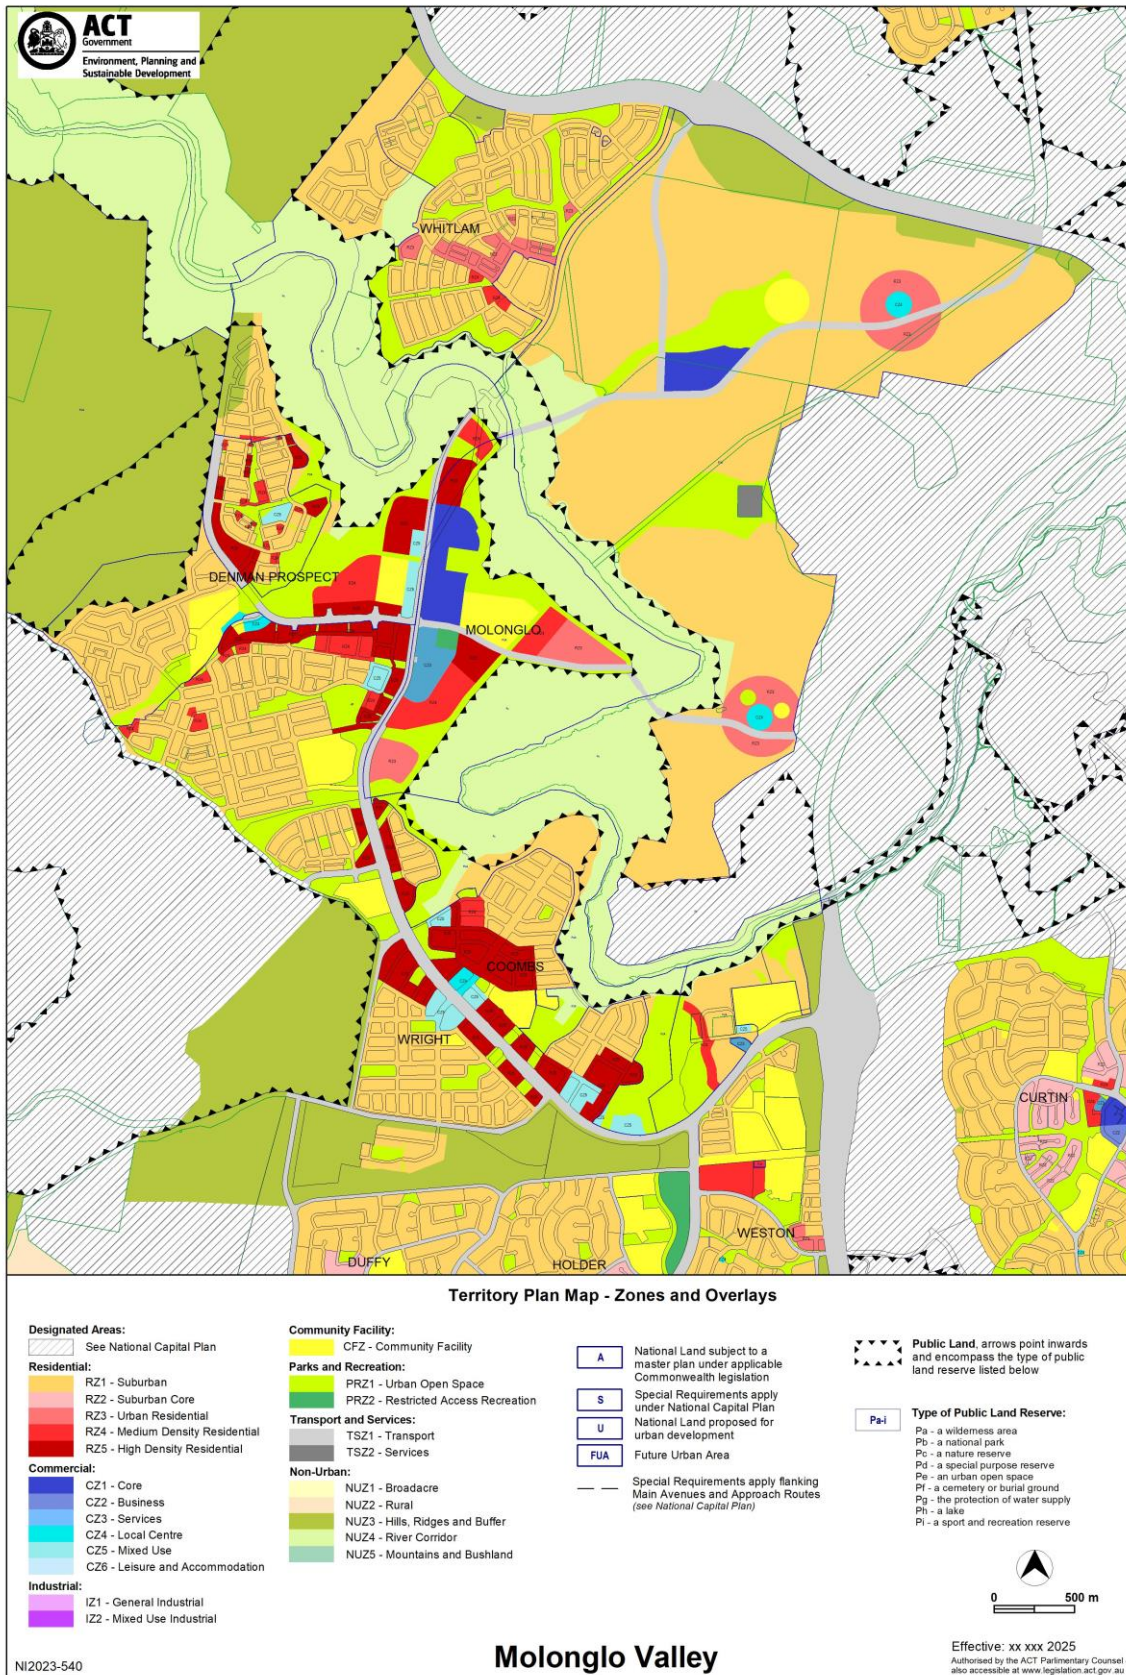 ACT
Government
Environment, Planning and
Sustainable Development
WHITLAM
DENMAN PROSPECT
MOLONGLO
COOMBS
WRIGHT
CURTIN
WESTON
DUFFY
HOLDER
Territory Plan Map - Zones and Overlays
Designated Areas:
See National Capital Plan
Residential:
RZ1 - Suburban
RZ2 - Suburban Core
RZ3 - Urban Residential
RZ4 - Medium Density Residential
RZ5 - High Density Residential
Commercial:
CZ1 - Core
CZ2 - Business
CZ3 - Services
CZ4 - Local Centre
CZ5 - Mixed Use
CZ6 - Leisure and Accommodation
Industrial:
IZ1 - General Industrial
IZ2 - Mixed Use Industrial
NI2023-540
Community Facility:
CFZ - Community Facility
Parks and Recreation:
PRZ1 - Urban Open Space
PRZ2 - Restricted Access Recreation
Transport and Services:
TSZ1 - Transport
TSZ2 - Services
Non-Urban:
NUZ1 - Broadacre
NUZ2 - Rural
NUZ3 - Hills, Ridges and Buffer
NUZ4 - River Corridor
NUZ5 - Mountains and Bushland
A National Land subject to a
master plan under applicable
Commonwealth legislation
S Special Requirements apply
under National Capital Plan
U National Land proposed for
urban development
FUA Future Urban Area
Special Requirements apply flanking
Main Avenues and Approach Routes
(see National Capital Plan)
Public Land, arrows point inwards
and encompass the type of public
land reserve listed below
Pa-i Type of Public Land Reserve:
Pa - a wilderness area
Pb - a national park
Pc - a nature reserve
Pd - a special purpose reserve
Pe - an urban open space
Pf - a cemetery or burial ground
Pg - the protection of water supply
Ph - a lake
Pi - a sport and recreation reserve
0 500 m
Molonglo Valley
Effective: xx xxx 2025
Authorised by the ACT Parlimentary Counsel -
also accessible at www.legislation.act.gov.au